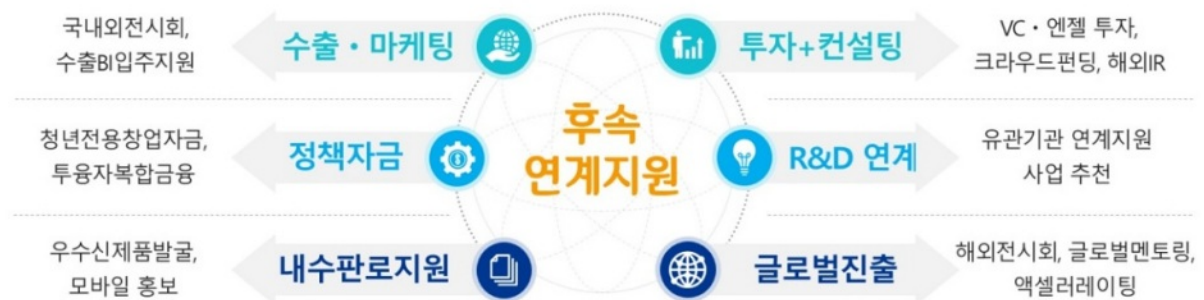 국내외전시회,
수출BI입주지원
수출・마케팅
투자+컨설팅
VC・엔젤 투자,
크라우드펀딩, 해외IR
후속
연계지원
청년전용창업자금,
투융자복합금융
정책자금
R&D 연계
유관기관 연계지원
사업 추천
우수신제품발굴,
모바일 홍보
내수판로지원
글로벌진출
해외전시회, 글로벌멘토링,
액셀러레이팅